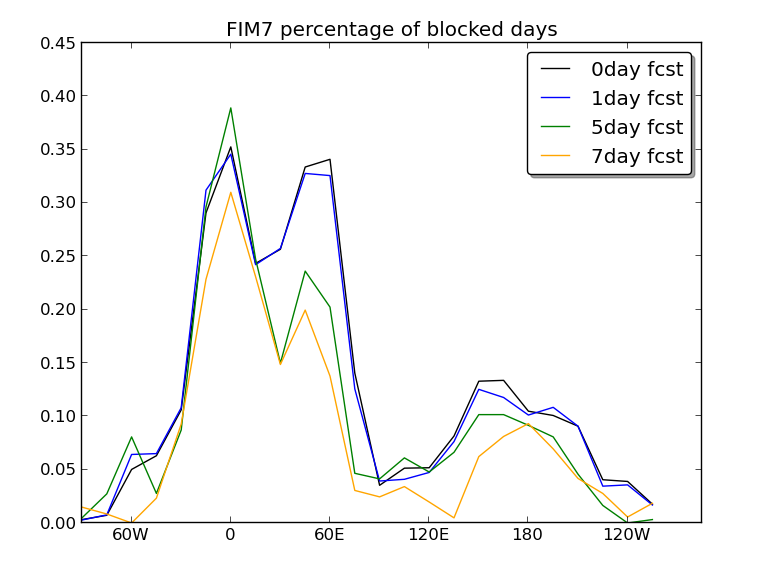 FIM7 percentage of blocked days
0.45
0.40
0.35
0.30
0.25
0.20
0.15
0.10
0.05
0.00
0day fcst
1day fcst
5day fcst
7day fcst
60W
0
60E
120E
180
120W